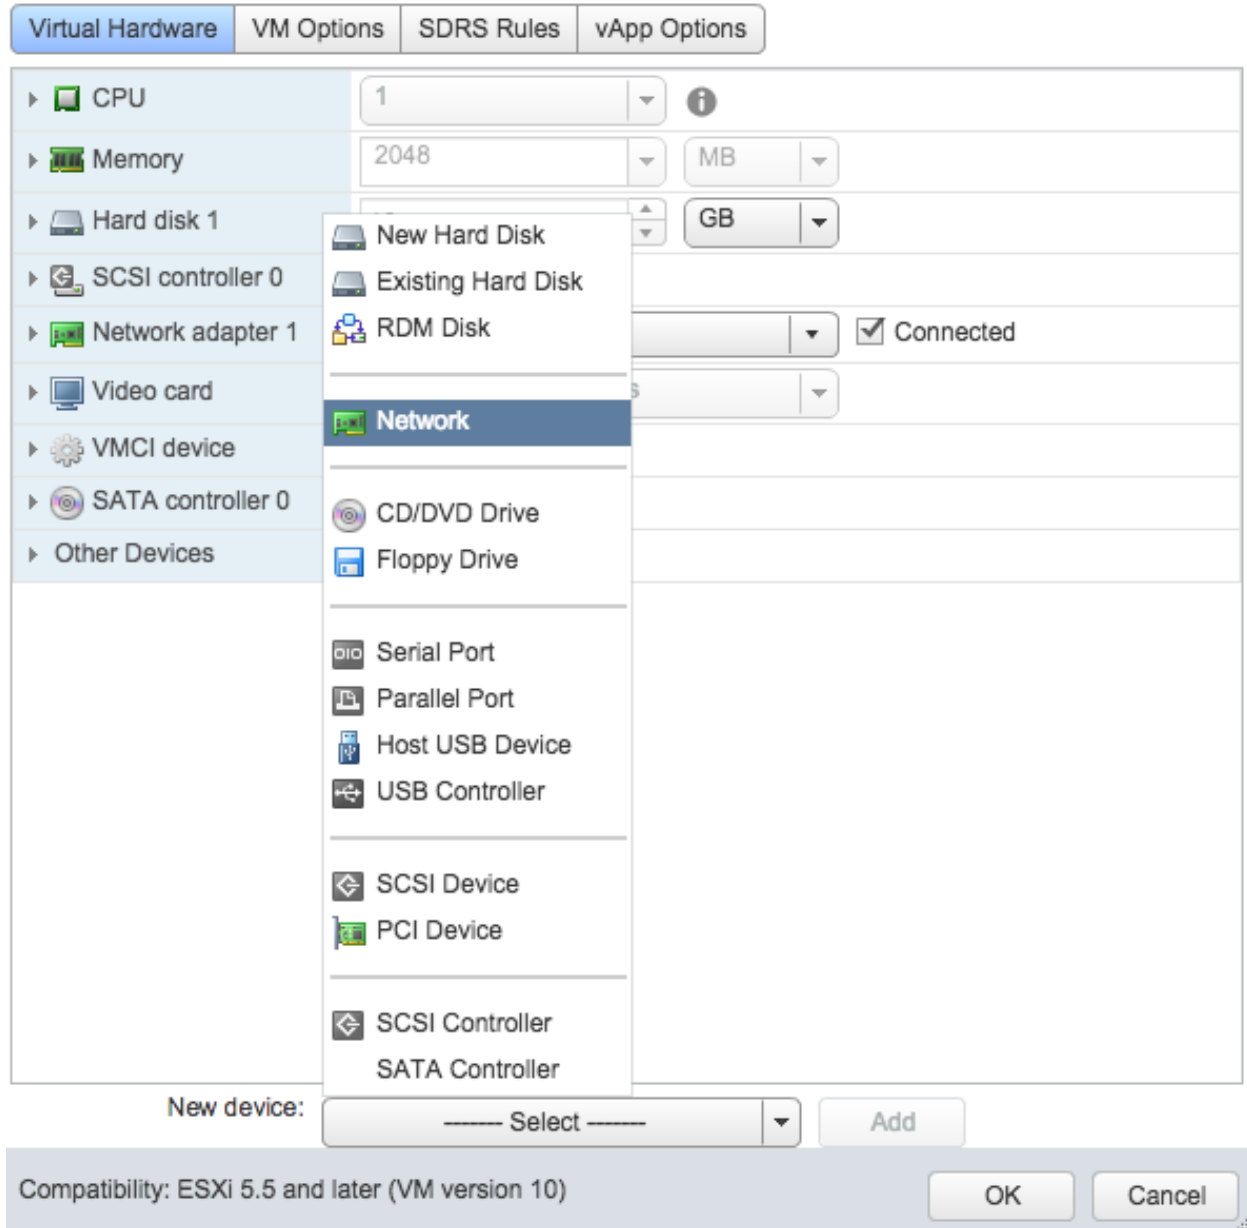 Virtual Hardware VM Options SDRS Rules vApp Options
CPU 1
Memory 2048 MB
Hard disk 1 GB
SCSI controller 0
Network adapter 1 Connected
Video card s
VMCI device
SATA controller 0
Other Devices
New Hard Disk
Existing Hard Disk
RDM Disk
Network
CD/DVD Drive
Floppy Drive
Serial Port
Parallel Port
Host USB Device
USB Controller
SCSI Device
PCI Device
SCSI Controller
SATA Controller
New device: ------- Select ------- Add
Compatibility: ESXi 5.5 and later (VM version 10) OK Cancel